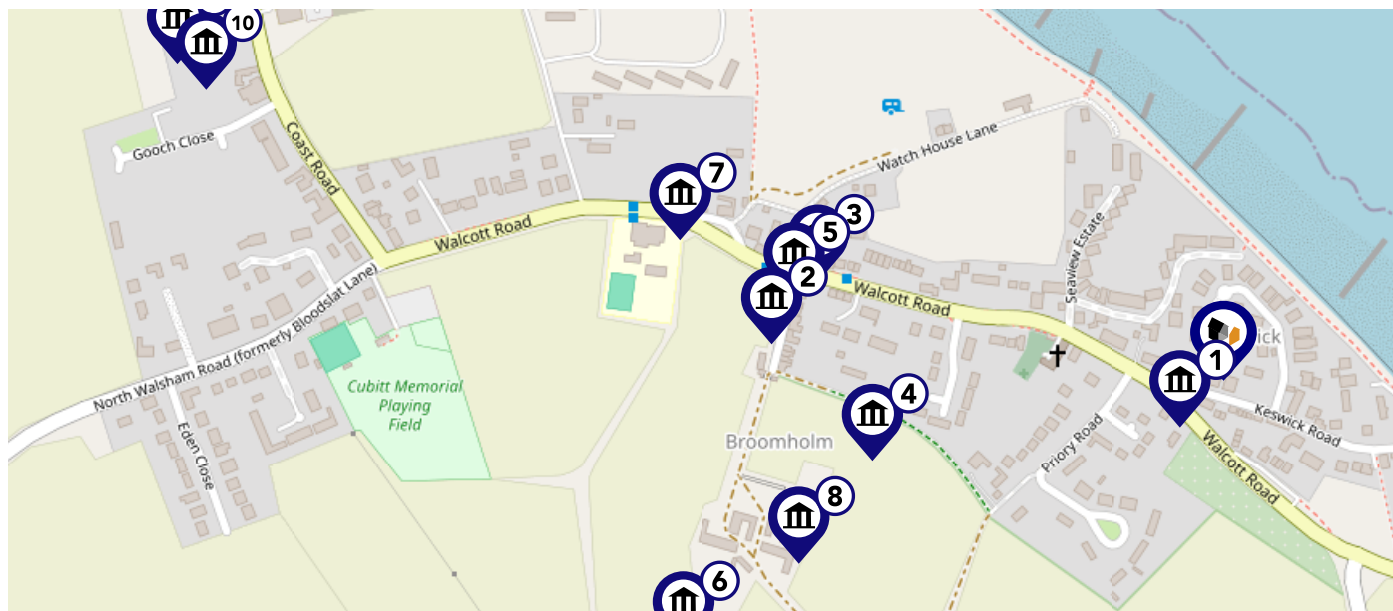 10
Gooch Close
Coast Road
Watch House Lane
7
3
5
Walcott Road
2
Walcott Road
Seaview Estate
North Walsham Road (formerly Bloodslat Lane)
1
ick
Cubitt Memorial
Playing
Field
4
Keswick Road
Priory Road
Walcott Road
Eden Close
Broomholm
8
6